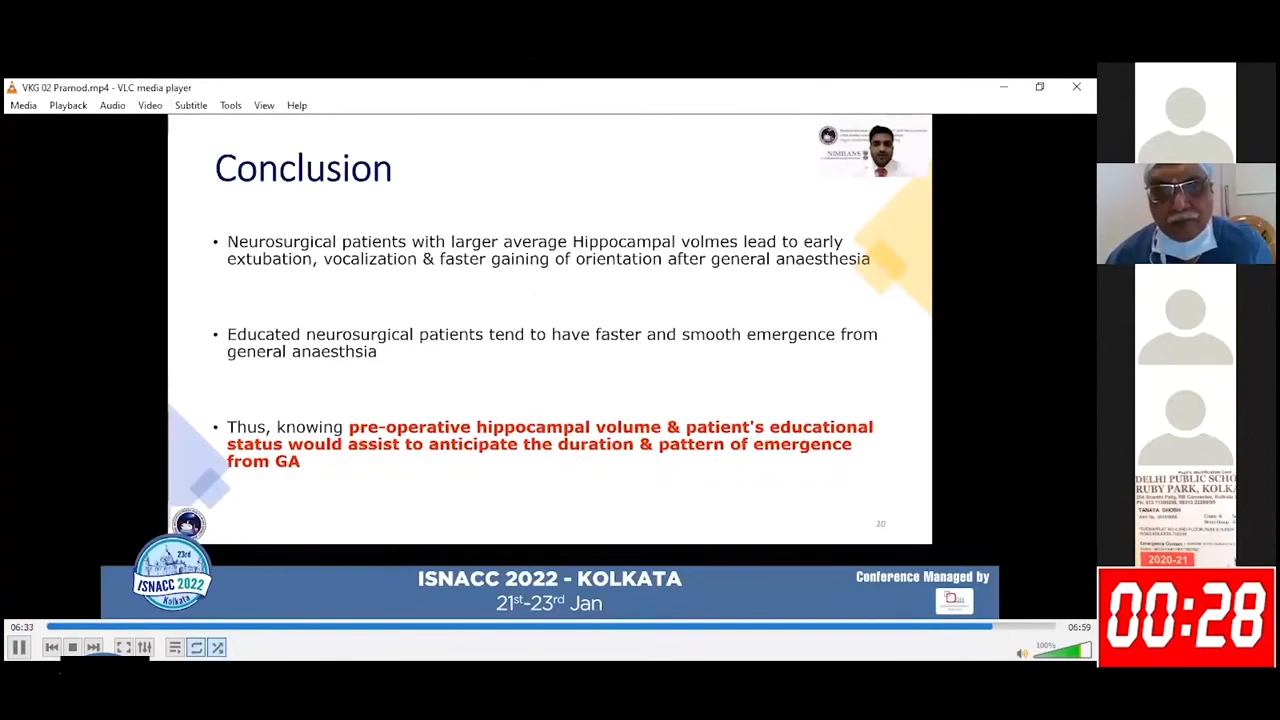 VKG 02 Pramod.mp4 - VLC media player
Media Playback Audio Video Subtitle Tools View Help
NIMHANS
Conclusion
• Neurosurgical patients with larger average Hippocampal volmes lead to early
extubation, vocalization & faster gaining of orientation after general anaesthesia
• Educated neurosurgical patients tend to have faster and smooth emergence from
general anaesthsia
• Thus, knowing pre-operative hippocampal volume & patient's educational
status would assist to anticipate the duration & pattern of emergence
from GA
20
23rd
ISNACC 2022
Kolkata
ISNACC 2022 - KOLKATA
21st-23rd Jan
Conference Managed by
06:33
06:59
100%
DELHI PUBLIC SCHO
RUBY PARK, KOLKA
TANAYA GHOSH
2020-21
00:28